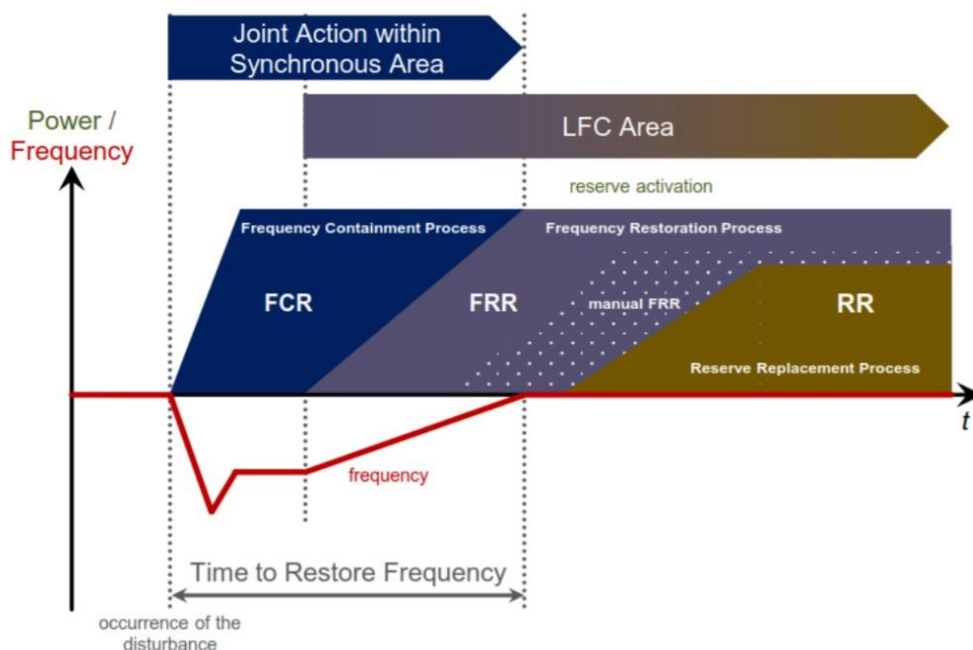 Joint Action within
Synchronous Area
LFC Area
Power /
Frequency
reserve activation
Frequency Containment Process
Frequency Restoration Process
FCR
FRR
manual FRR
RR
Reserve Replacement Process
t
frequency
Time to Restore Frequency
occurrence of the
disturbance